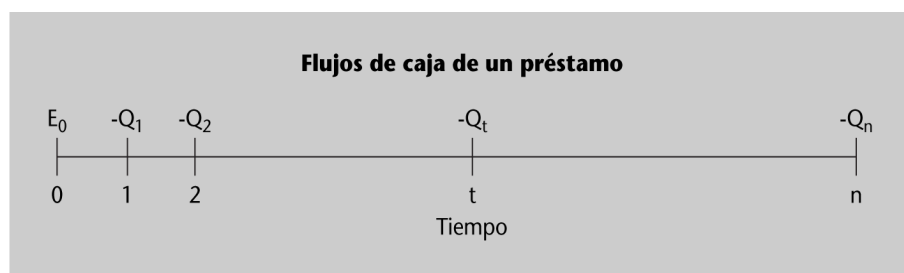 Flujos de caja de un préstamo
E₀ -Q₁ -Q₂ -Qₜ -Qₙ
0 1 2 t n
Tiempo